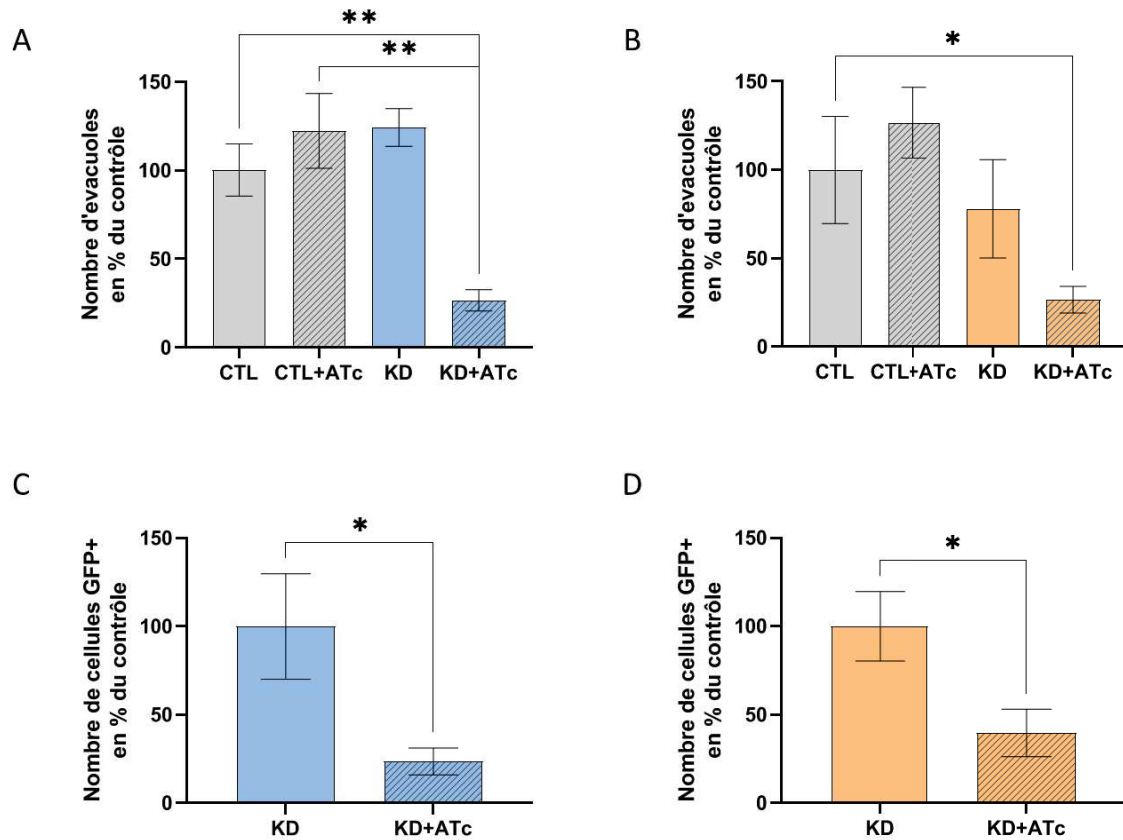 A
**
**
Nombre d'evacuoles
en % du contrôle
150
100
50
0
CTL
CTL+ATc
KD
KD+ATc
B
*
Nombre d'evacuoles
en % du contrôle
150
100
50
0
CTL
CTL+ATc
KD
KD+ATc
C
*
Nombre de cellules GFP+
en % du contrôle
150
100
50
0
KD
KD+ATc
D
*
Nombre de cellules GFP+
en % du contrôle
150
100
50
0
KD
KD+ATc